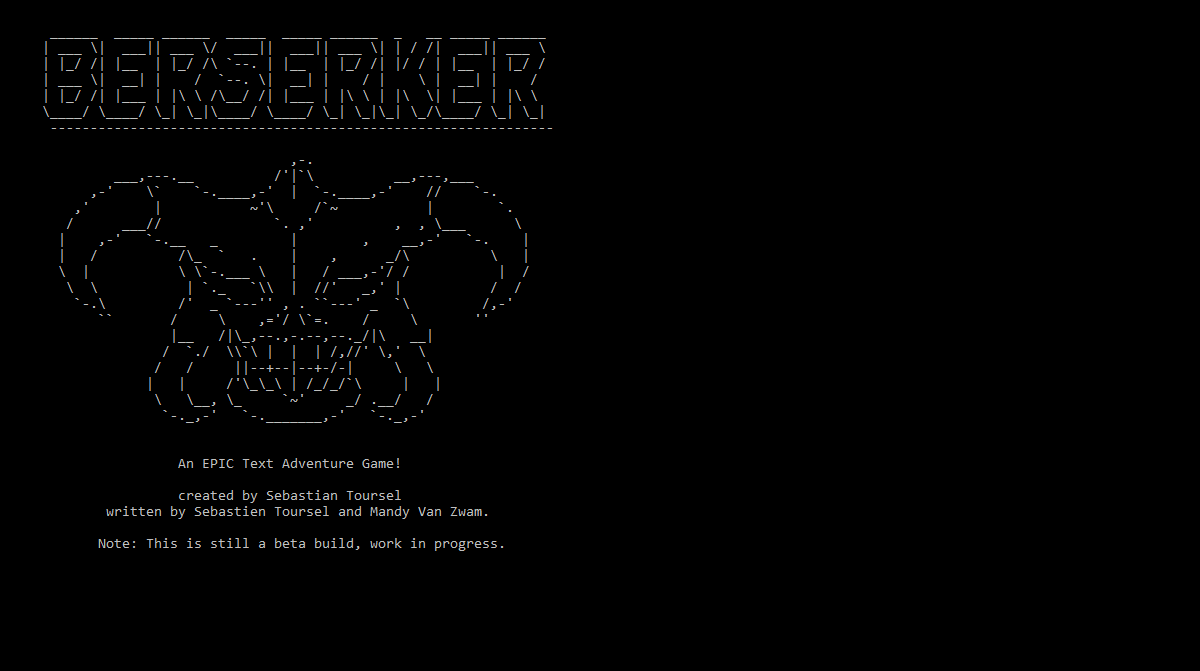 BERSERKER
An EPIC Text Adventure Game!
created by Sebastian Toursel
written by Sebastien Toursel and Mandy Van Zwam.
Note: This is still a beta build, work in progress.